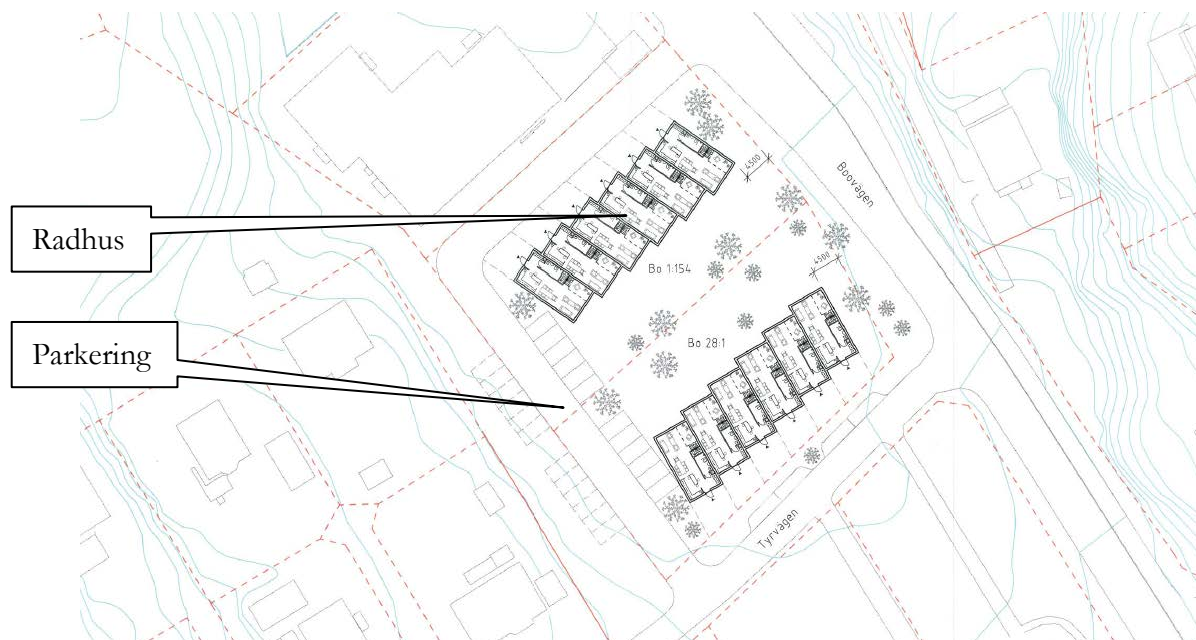 Boovägen
4500
Radhus
Bo 1:154
4500
Parkering
Bo 28:1
Tyrvägen